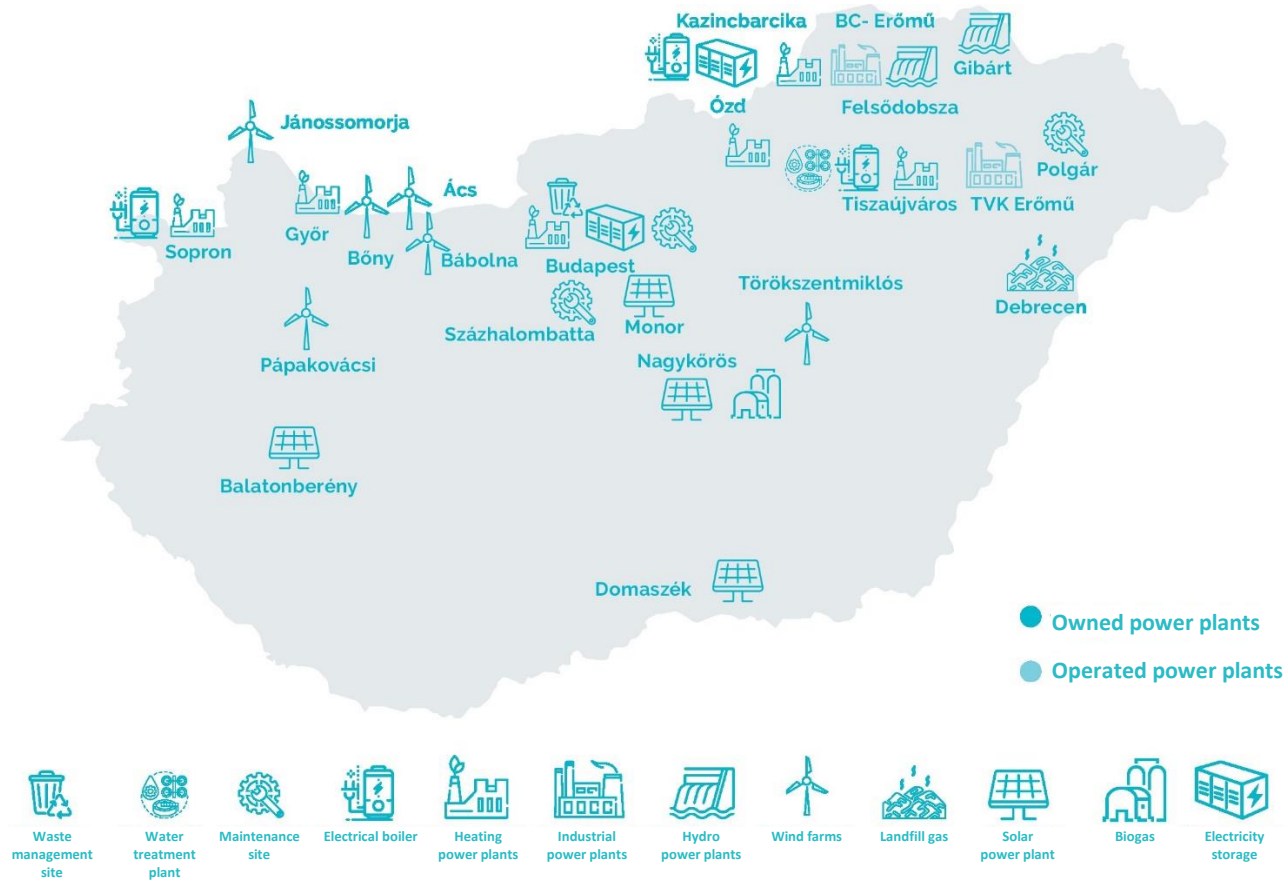 Kazincbarcika
BC- Erőmű
Gibárt
Ózd
Felsődobsza
Jánossomorja
Polgár
Ács
Tiszaújváros
TVK Erőmű
Sopron
Győr
Bőny
Bábolna
Budapest
Törökszentmiklós
Debrecen
Százhalombatta
Monor
Pápakovácsi
Nagykőrös
Balatonberény
Domaszék
Owned power plants
Operated power plants
Waste
management
site
Water
treatment
plant
Maintenance
site
Electrical boiler
Heating
power plants
Industrial
power plants
Hydro
power plants
Wind farms
Landfill gas
Solar
power plant
Biogas
Electricity
storage